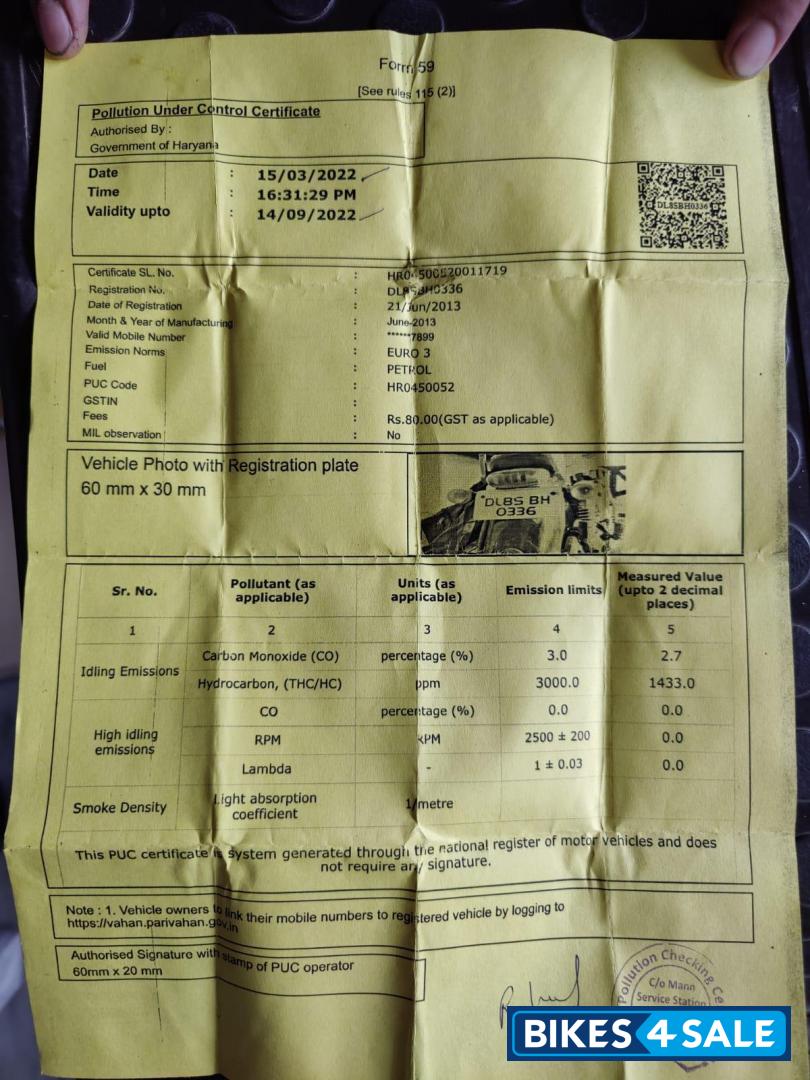 Form 59
[See rules 115 (2)]
Pollution Under Control Certificate
Authorised By :
Government of Haryana
Date : 15/03/2022
Time : 16:31:29 PM
Validity upto : 14/09/2022
DL8SBH0336
Certificate SL. No. :
Registration No. : DL8SBH0336
Date of Registration : 21/Jun/2013
Month & Year of Manufacturing : June-2013
Valid Mobile Number : ******7899
Emission Norms : EURO 3
Fuel : PETROL
PUC Code : HR0450052
GSTIN :
Fees : Rs.80.00(GST as applicable)
MIL observation : No
Vehicle Photo with Registration plate
60 mm x 30 mm
DL8S BH
0336
Sr. No. Pollutant (as applicable) Units (as applicable) Emission limits Measured Value (upto 2 decimal places)
1 2 3 4 5
Idling Emissions Carbon Monoxide (CO) percentage (%) 3.0 2.7
Hydrocarbon, (THC/HC) ppm 3000.0 1433.0
High idling emissions CO percentage (%) 0.0 0.0
RPM RPM 2500 ± 200 0.0
Lambda - 1 ± 0.03 0.0
Smoke Density Light absorption coefficient 1/metre
This PUC certificate is system generated through the national register of motor vehicles and does
not require any signature.
Note : 1. Vehicle owners to link their mobile numbers to registered vehicle by logging to
https://vahan.parivahan.gov.in
Authorised Signature with stamp of PUC operator
60mm x 20 mm
Pollution Checking
C/o Mann
Service Station
BIKES4SALE